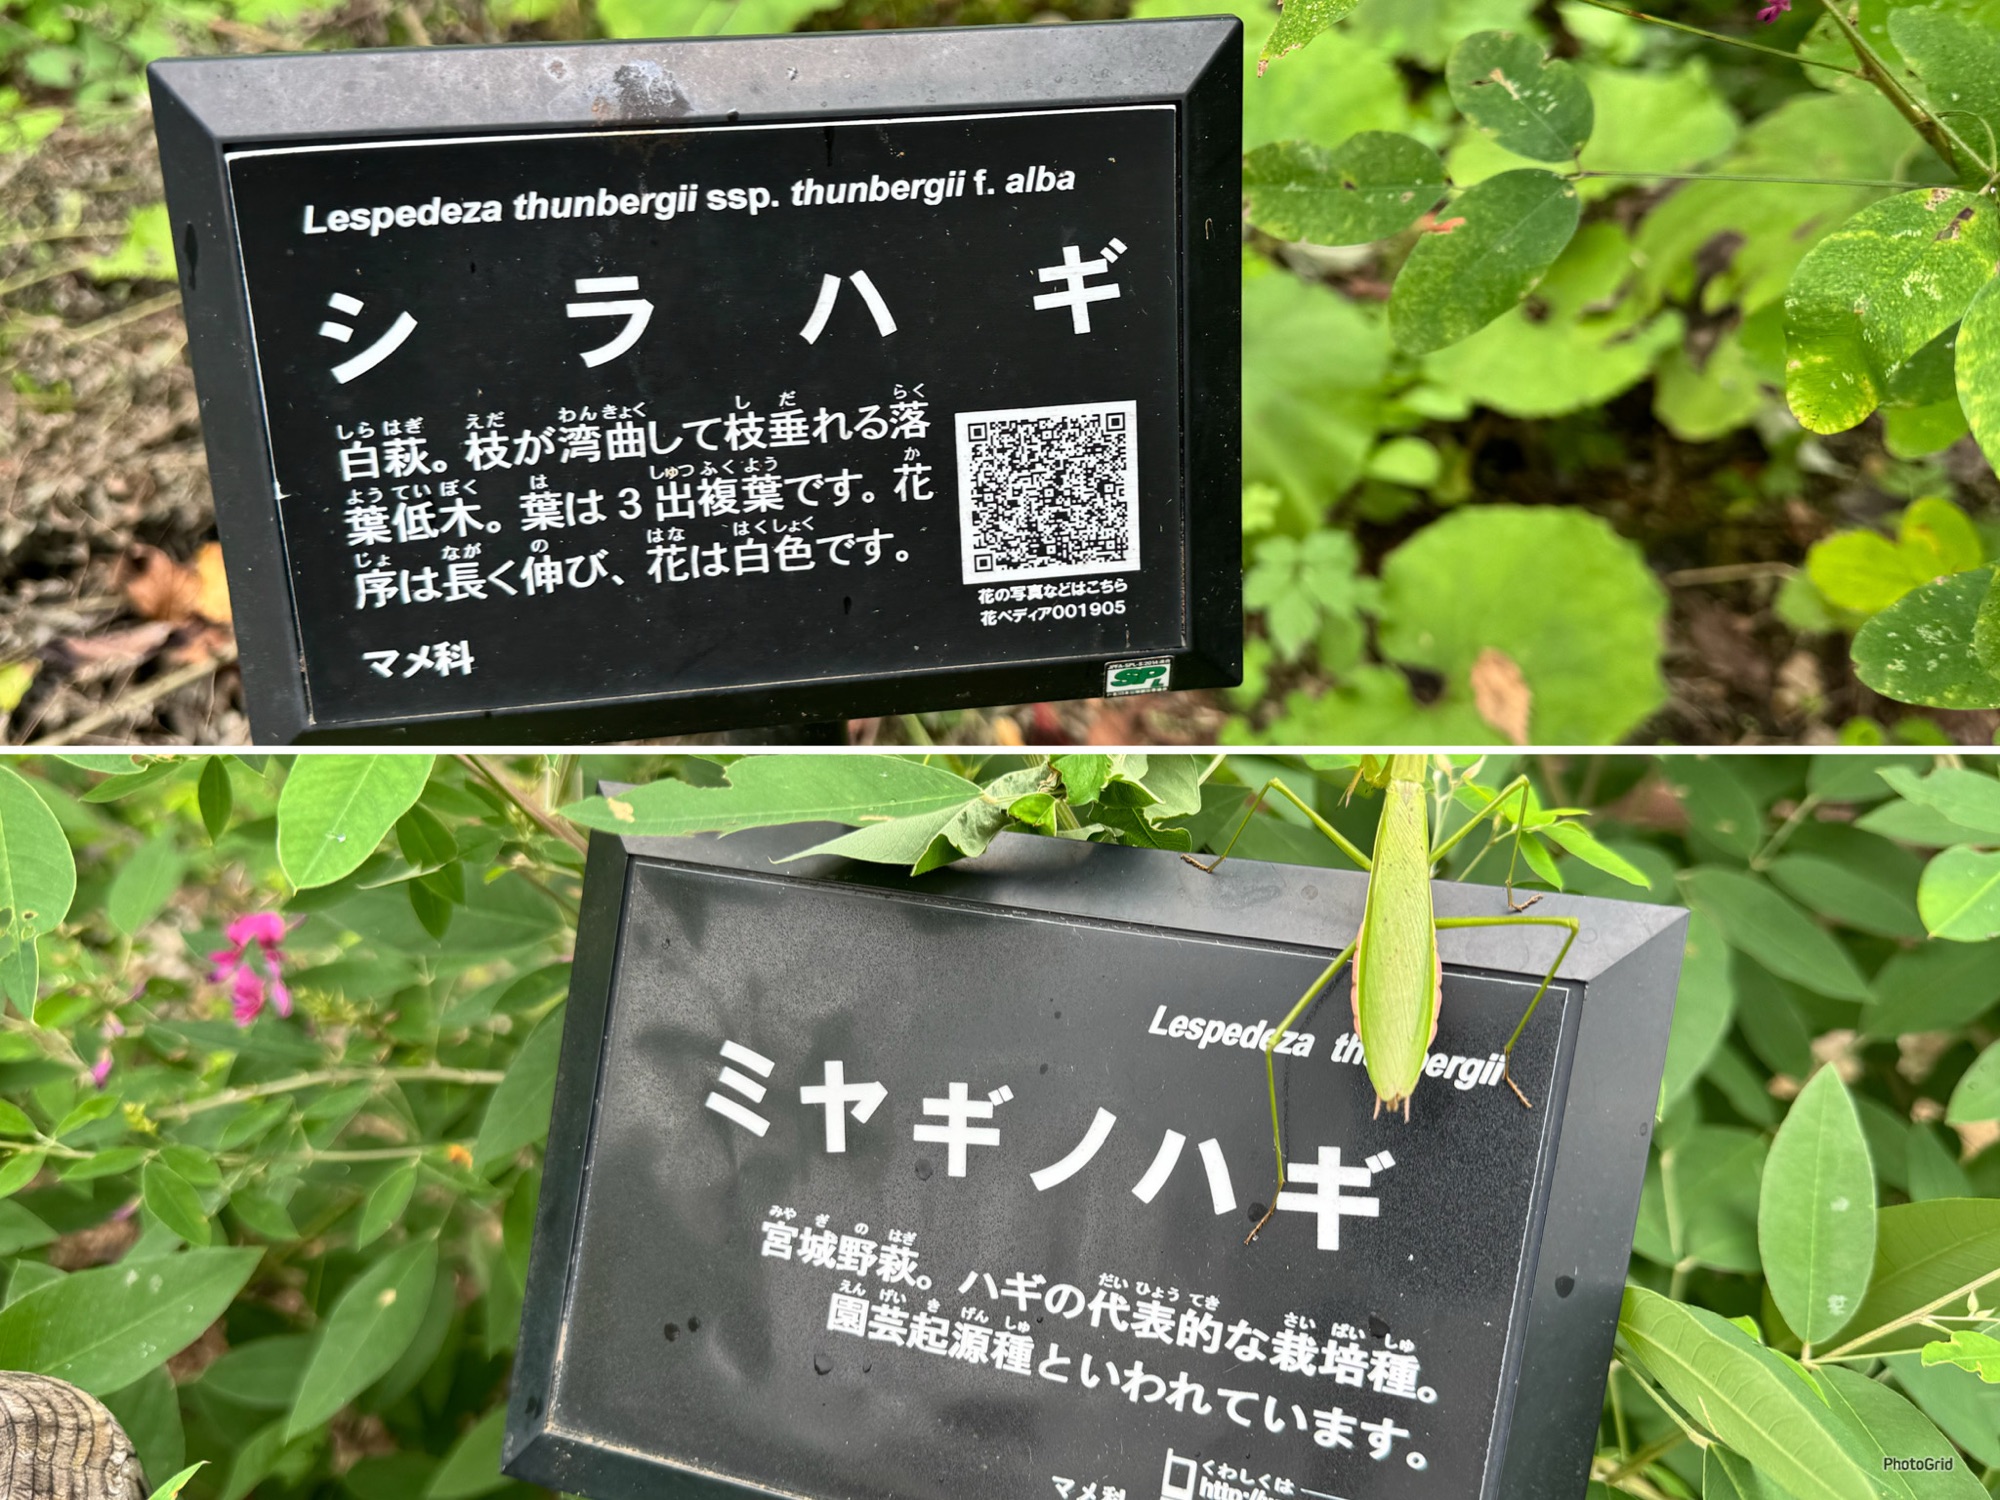 Lespedeza thunbergii ssp. thunbergii f. alba
シラハギ
白萩。枝が湾曲して枝垂れる落
葉低木。葉は3出複葉です。花
序は長く伸び、花は白色です。
マメ科
花の写真などはこちら
花ペディア001905
SPL
Lespedeza
ミヤギノハギ
宮城野萩。ハギの代表的な栽培種。
園芸起源種といわれています。
マメ科
くわしくは
PhotoGrid